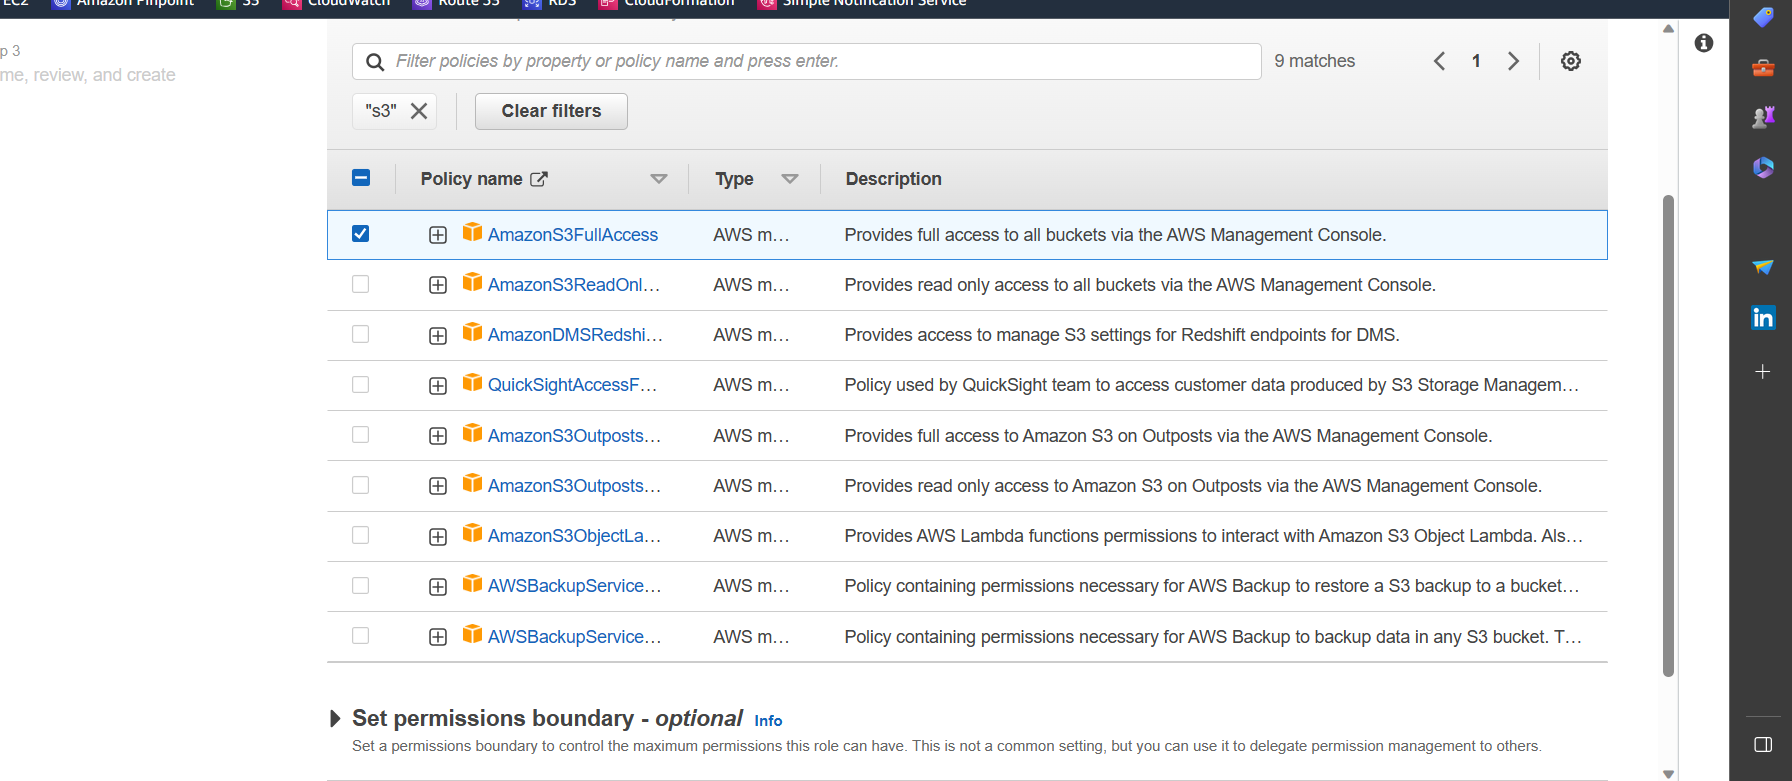 EC2 Amazon Pinpoint S3 CloudWatch Route 53 RDS CloudFormation Simple Notification Service
p 3
me, review, and create
Filter policies by property or policy name and press enter.
9 matches
1
"s3"
Clear filters
Policy name Type Description
AmazonS3FullAccess AWS m… Provides full access to all buckets via the AWS Management Console.
AmazonS3ReadOnl… AWS m… Provides read only access to all buckets via the AWS Management Console.
AmazonDMSRedshi… AWS m… Provides access to manage S3 settings for Redshift endpoints for DMS.
QuickSightAccessF… AWS m… Policy used by QuickSight team to access customer data produced by S3 Storage Managem…
AmazonS3Outposts… AWS m… Provides full access to Amazon S3 on Outposts via the AWS Management Console.
AmazonS3Outposts… AWS m… Provides read only access to Amazon S3 on Outposts via the AWS Management Console.
AmazonS3ObjectLa… AWS m… Provides AWS Lambda functions permissions to interact with Amazon S3 Object Lambda. Als…
AWSBackupService… AWS m… Policy containing permissions necessary for AWS Backup to restore a S3 backup to a bucket…
AWSBackupService… AWS m… Policy containing permissions necessary for AWS Backup to backup data in any S3 bucket. T…
Set permissions boundary - optional Info
Set a permissions boundary to control the maximum permissions this role can have. This is not a common setting, but you can use it to delegate permission management to others.
in